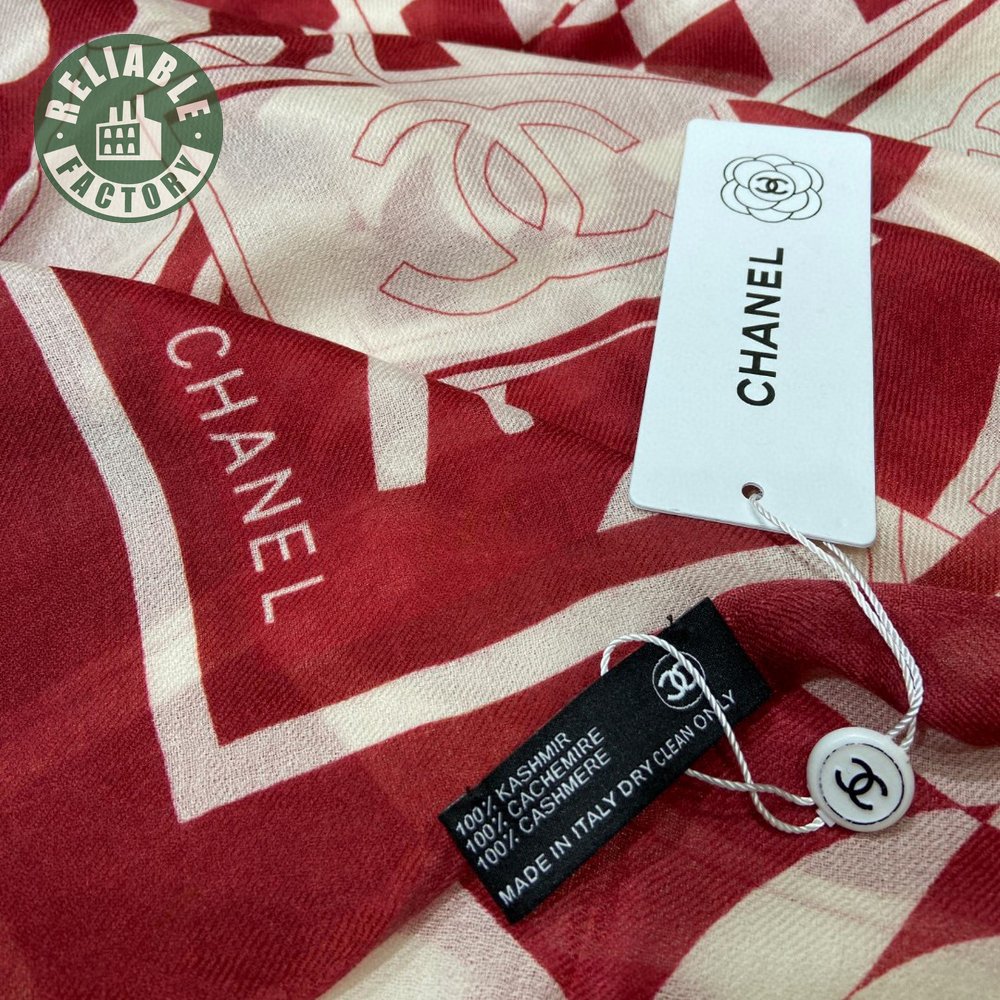 RELIABLE
FACTORY
CHANEL
CHANEL
100% KASHMIR
100% CACHEMIRE
100% CASHMERE
MADE IN ITALY DRY CLEAN ONLY